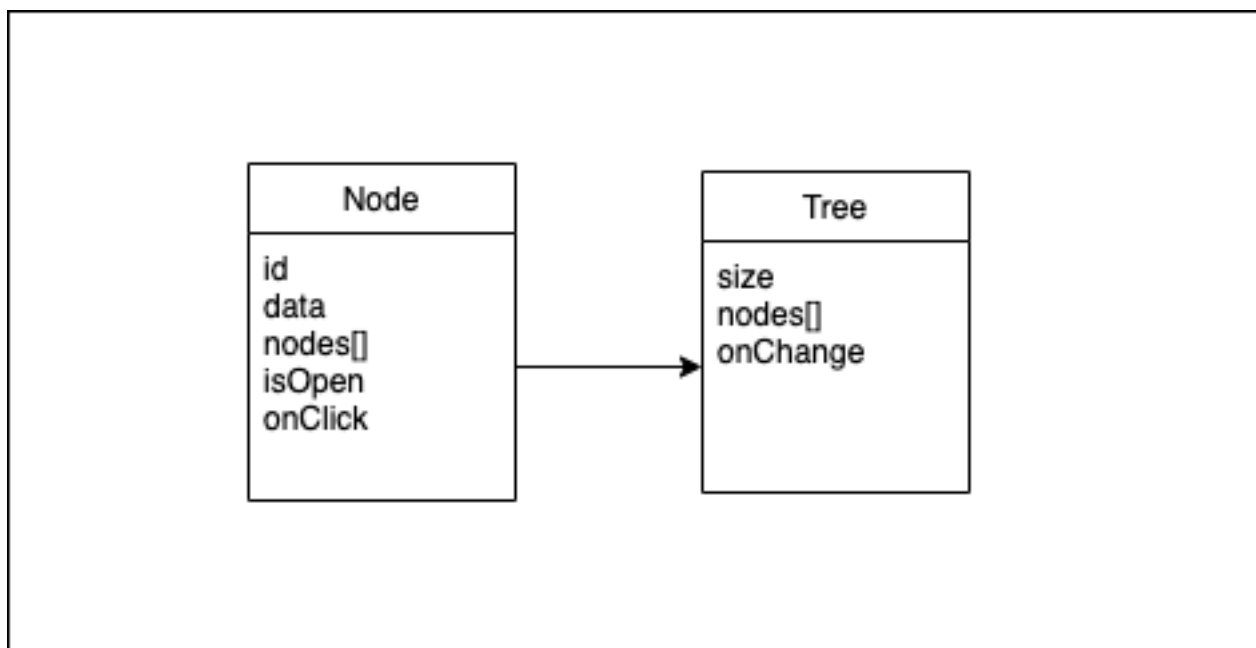 Node
id
data
nodes[]
isOpen
onClick
Tree
size
nodes[]
onChange